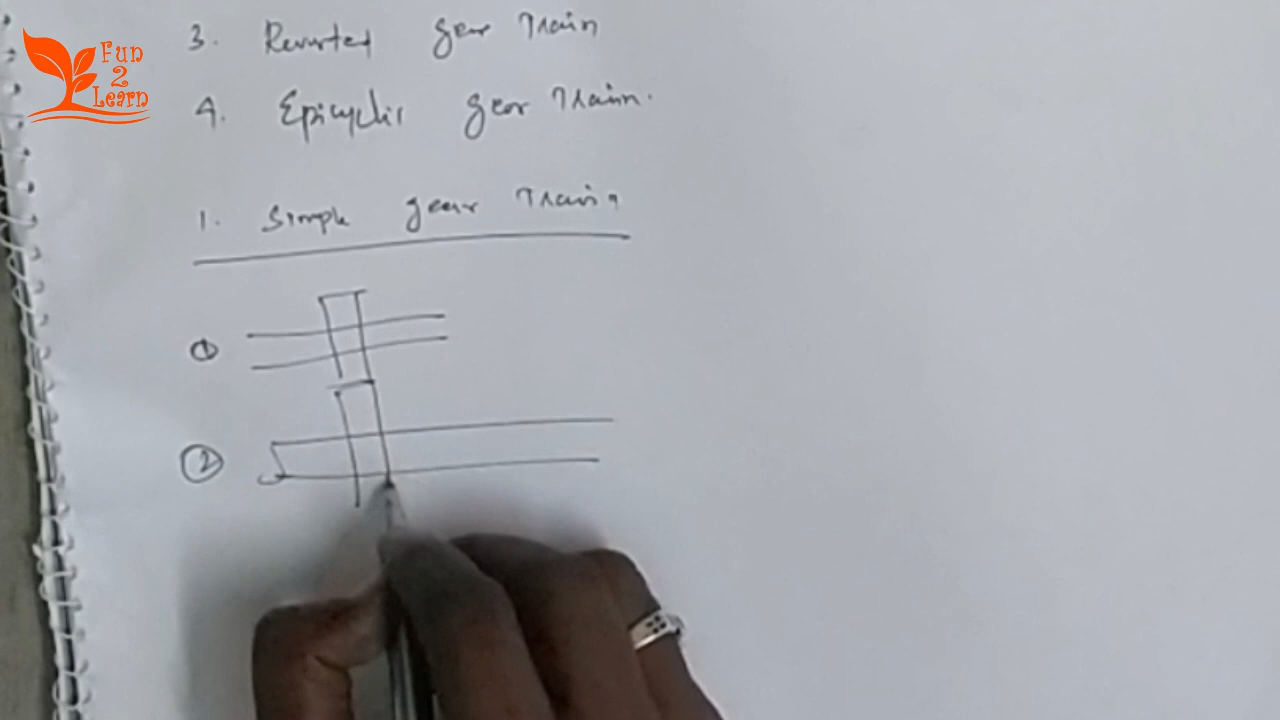 Fun
2
Learn
3. Reverted gear Train
4. Epicyclic gear Train.
1. Simple gear Train
1
2